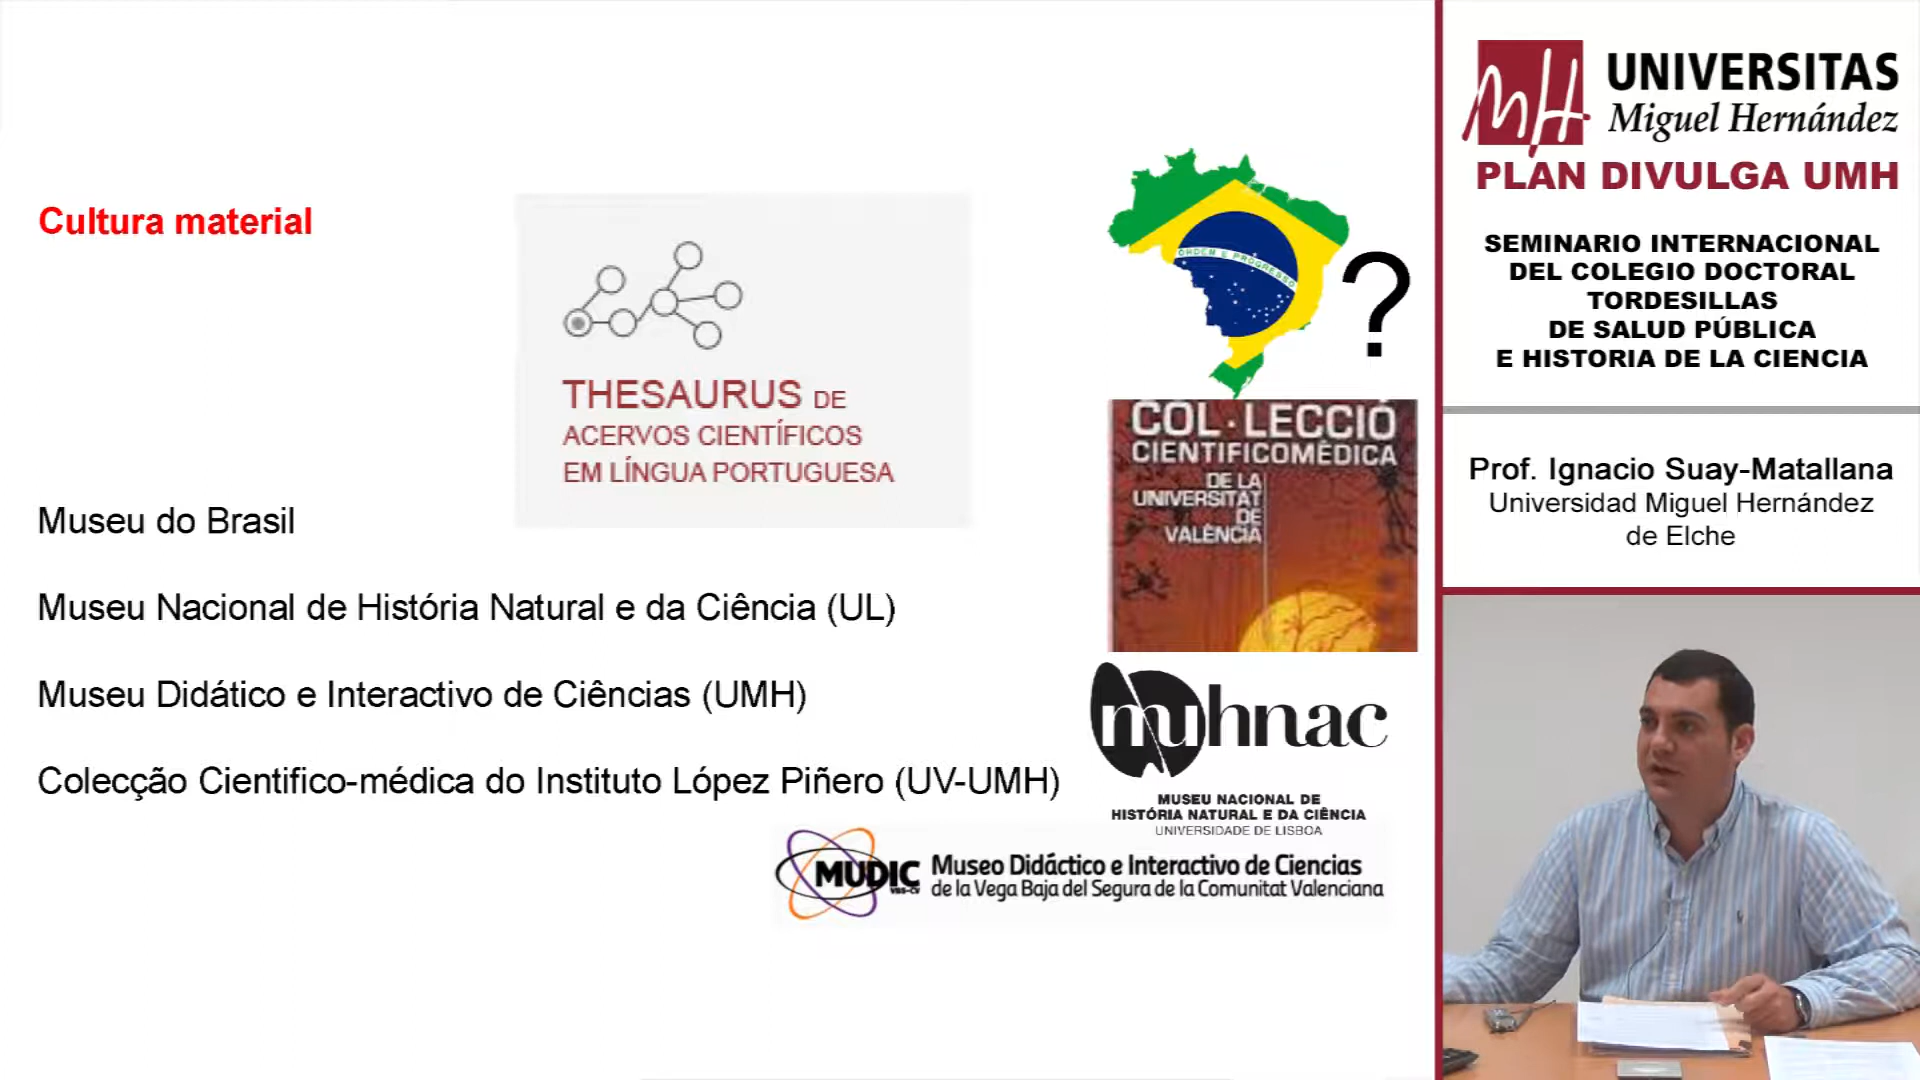 Cultura material
THESAURUS DE
ACERVOS CIENTÍFICOS
EM LÍNGUA PORTUGUESA
ORDEM E PROGRESSO
?
COL·LECCIÓ
CIENTIFICOMÈDICA
DE LA
UNIVERSITAT
DE
VALÈNCIA
Museu do Brasil
Museu Nacional de História Natural e da Ciência (UL)
Museu Didático e Interactivo de Ciências (UMH)
Colecção Cientifico-médica do Instituto López Piñero (UV-UMH)
muhnac
MUSEU NACIONAL DE
HISTÓRIA NATURAL E DA CIÊNCIA
UNIVERSIDADE DE LISBOA
MUDIC
VBS-CV
Museo Didáctico e Interactivo de Ciencias
de la Vega Baja del Segura de la Comunitat Valenciana
MH
UNIVERSITAS
Miguel Hernández
PLAN DIVULGA UMH
SEMINARIO INTERNACIONAL
DEL COLEGIO DOCTORAL
TORDESILLAS
DE SALUD PÚBLICA
E HISTORIA DE LA CIENCIA
Prof. Ignacio Suay-Matallana
Universidad Miguel Hernández
de Elche